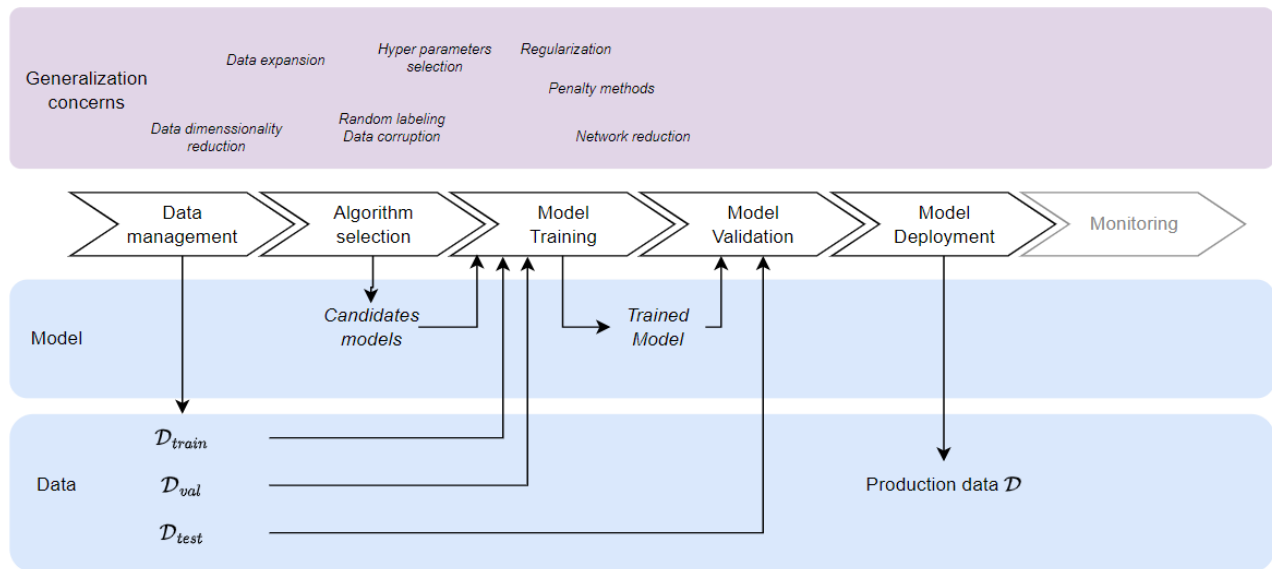 Generalization
concerns
Data expansion
Hyper parameters
selection
Regularization
Penalty methods
Data dimenssionality
reduction
Random labeling
Data corruption
Network reduction
Data
management
Algorithm
selection
Model
Training
Model
Validation
Model
Deployment
Monitoring
Model
Candidates
models
Trained
Model
Data
𝒟train
𝒟val
𝒟test
Production data 𝒟